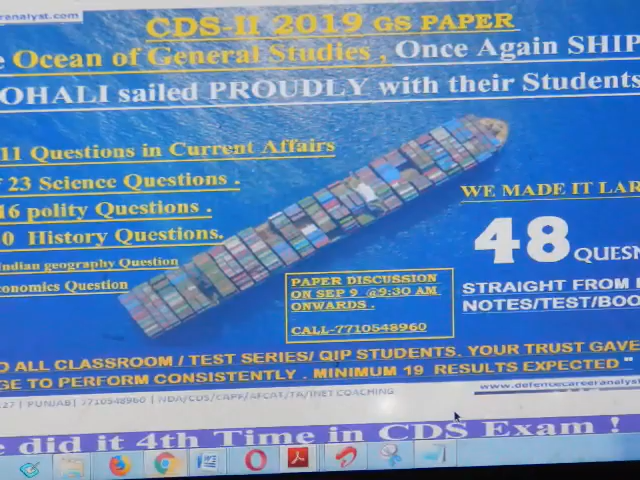 eranalyst.com
CDS-II 2019 GS PAPER
e Ocean of General Studies , Once Again SHIP
OHALI sailed PROUDLY with their Students
11 Questions in Current Affairs
f 23 Science Questions .
16 polity Questions .
0 History Questions.
Indian geography Question
conomics Question
WE MADE IT LAR
48 QUESN
STRAIGHT FROM
NOTES/TEST/BOO
PAPER DISCUSSION
ON SEP 9 @9:30 AM
ONWARDS .
CALL-7710548960
O ALL CLASSROOM / TEST SERIES/ QIP STUDENTS. YOUR TRUST GAVE
GE TO PERFORM CONSISTENTLY . MINIMUM 19 RESULTS EXPECTED "
www.defencecareeranaly
127 | PUNJAB| 7710548960 | NDA/CDS/CAPF/AFCAT/TA/INET COACHING
e did it 4th Time in CDS Exam !